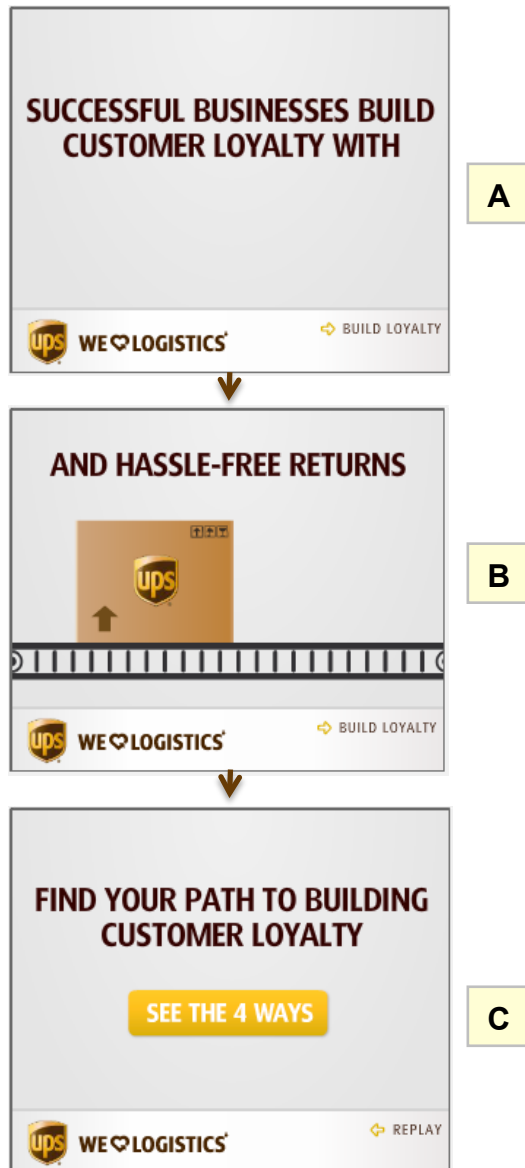 SUCCESSFUL BUSINESSES BUILD
CUSTOMER LOYALTY WITH
A
BUILD LOYALTY
ups WE LOGISTICS
AND HASSLE-FREE RETURNS
ups
B
BUILD LOYALTY
ups WE LOGISTICS
FIND YOUR PATH TO BUILDING
CUSTOMER LOYALTY
SEE THE 4 WAYS
C
REPLAY
ups WE LOGISTICS